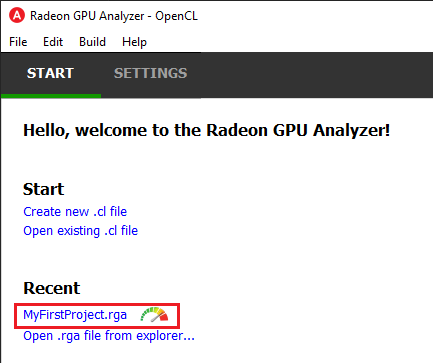 Radeon GPU Analyzer - OpenCL
File Edit Build Help
START SETTINGS
Hello, welcome to the Radeon GPU Analyzer!
Start
Create new .cl file
Open existing .cl file
Recent
MyFirstProject.rga
Open .rga file from explorer...